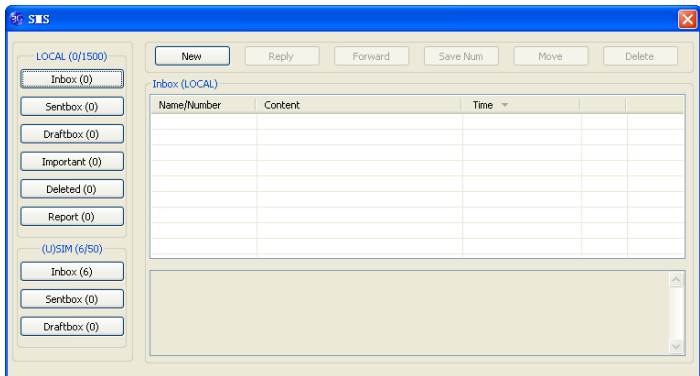 3G SMS
LOCAL (0/1500)
Inbox (0)
Sentbox (0)
Draftbox (0)
Important (0)
Deleted (0)
Report (0)
(U)SIM (6/50)
Inbox (6)
Sentbox (0)
Draftbox (0)
New Reply Forward Save Num Move Delete
Inbox (LOCAL)
Name/Number Content Time